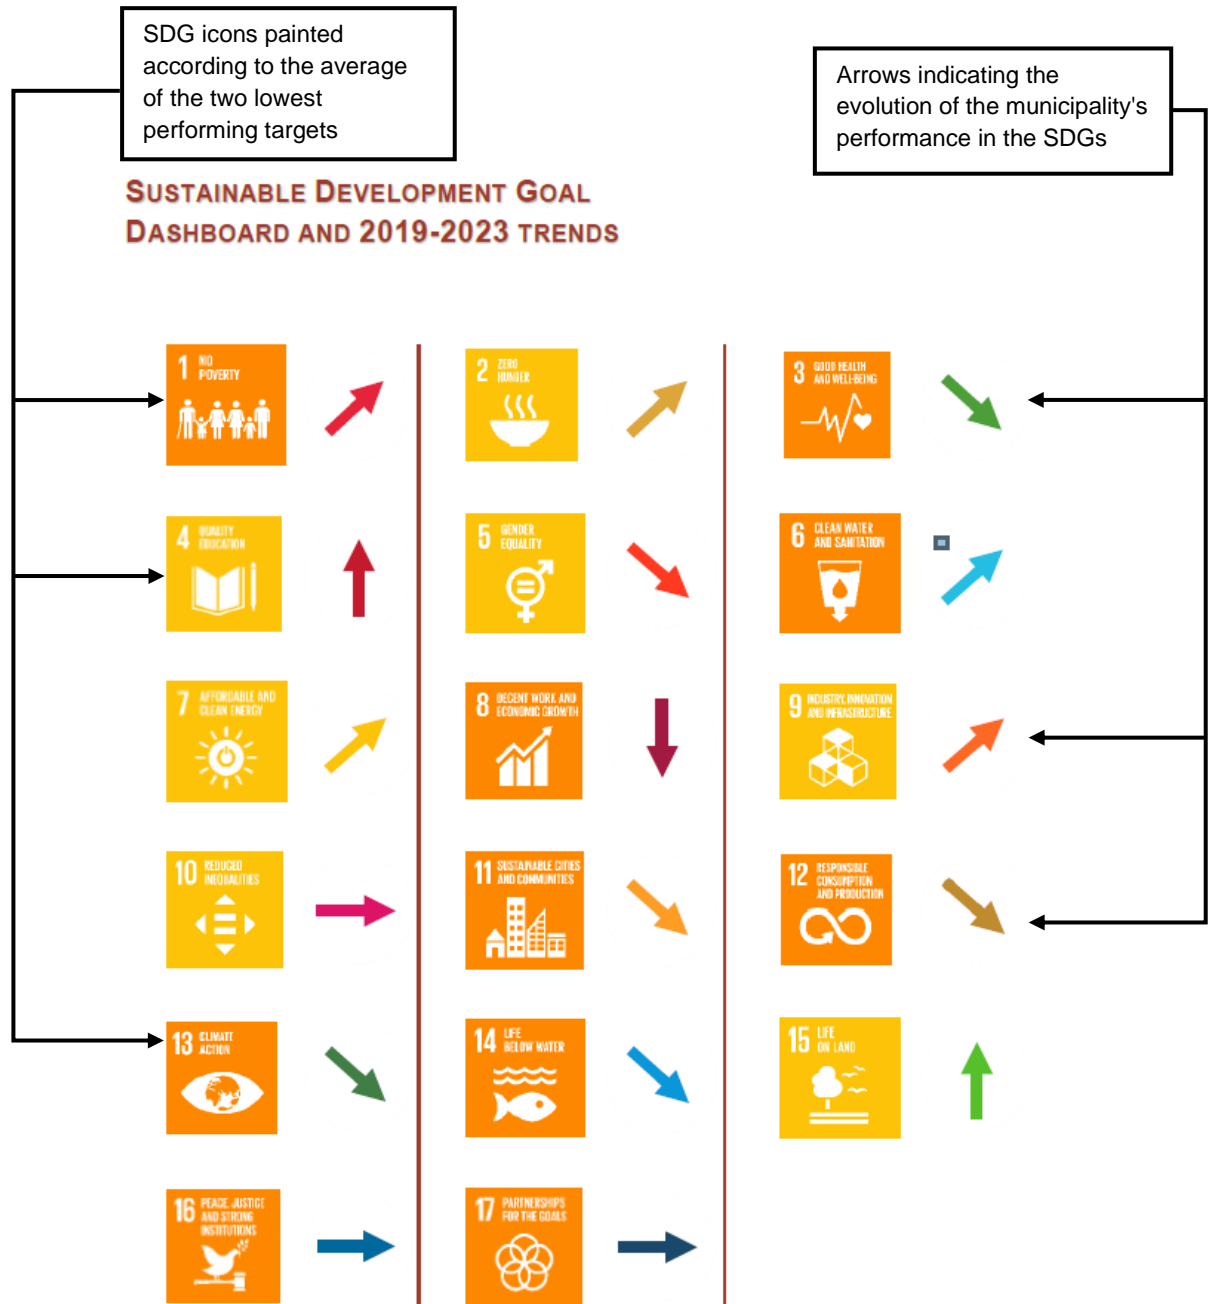 SDG icons painted
according to the average
of the two lowest
performing targets
Arrows indicating the
evolution of the municipality's
performance in the SDGs
SUSTAINABLE DEVELOPMENT GOAL
DASHBOARD AND 2019-2023 TRENDS
1 NO
POVERTY
2 ZERO
HUNGER
3 GOOD HEALTH
AND WELL-BEING
4 QUALITY
EDUCATION
5 GENDER
EQUALITY
6 CLEAN WATER
AND SANITATION
7 AFFORDABLE AND
CLEAN ENERGY
8 DECENT WORK AND
ECONOMIC GROWTH
9 INDUSTRY, INNOVATION
AND INFRASTRUCTURE
10 REDUCED
INEQUALITIES
11 SUSTAINABLE CITIES
AND COMMUNITIES
12 RESPONSIBLE
CONSUMPTION
AND PRODUCTION
13 CLIMATE
ACTION
14 LIFE
BELOW WATER
15 LIFE
ON LAND
16 PEACE, JUSTICE
AND STRONG
INSTITUTIONS
17 PARTNERSHIPS
FOR THE GOALS